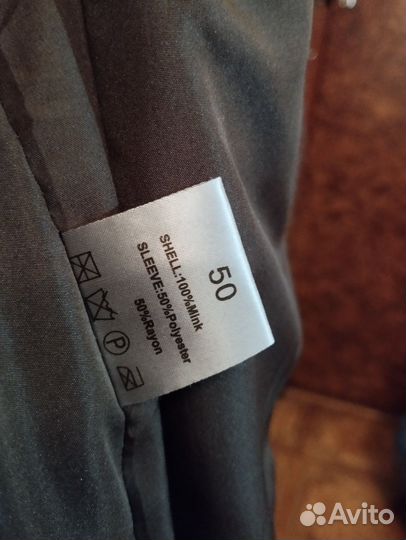 50
SHELL:100%Mink
SLEEVE:50%Polyester
50%Rayon
P
Avito